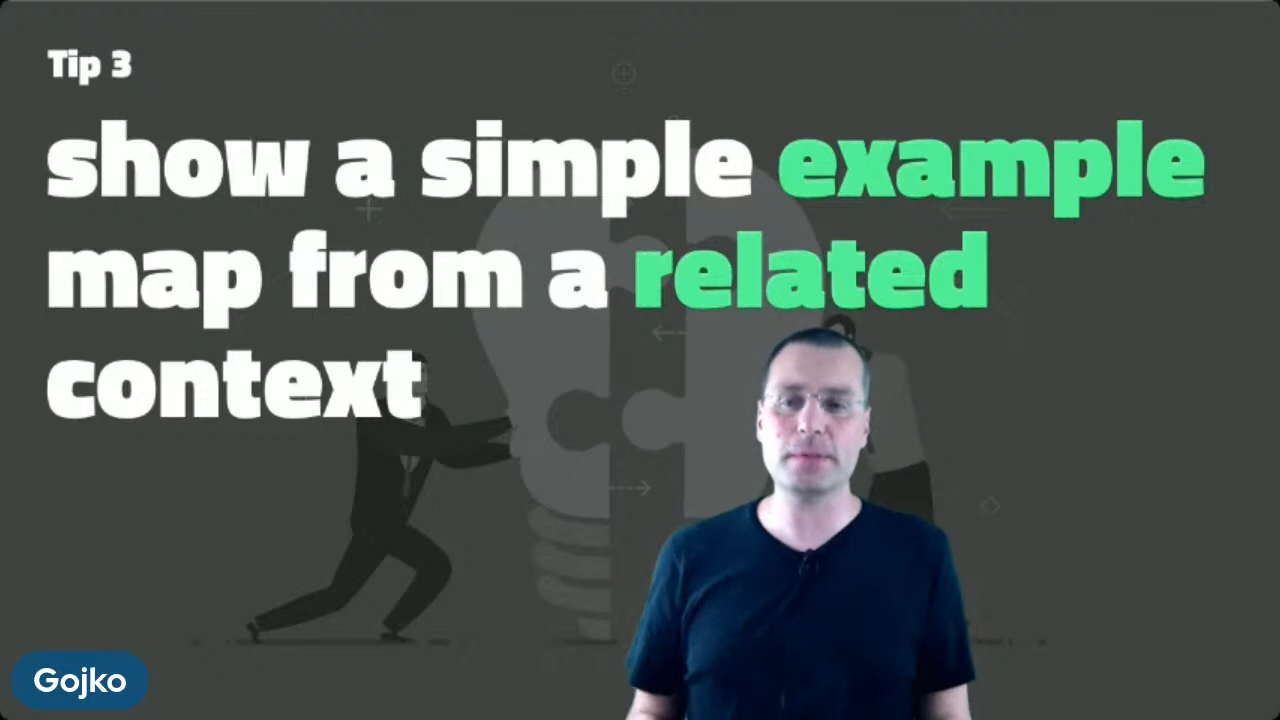 Tip 3
show a simple example
map from a related
context
Gojko